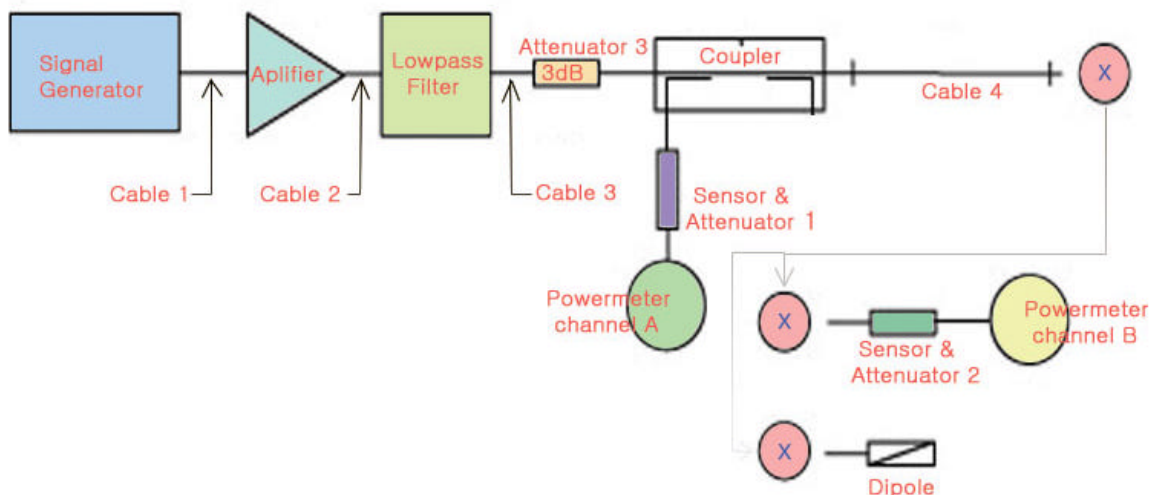 Signal
Generator
Aplifier
Lowpass
Filter
Attenuator 3
3dB
Coupler
Cable 4
X
Cable 1
Cable 2
Cable 3
Sensor &
Attenuator 1
Powermeter
channel A
X
Powermeter
channel B
Sensor &
Attenuator 2
X
Dipole